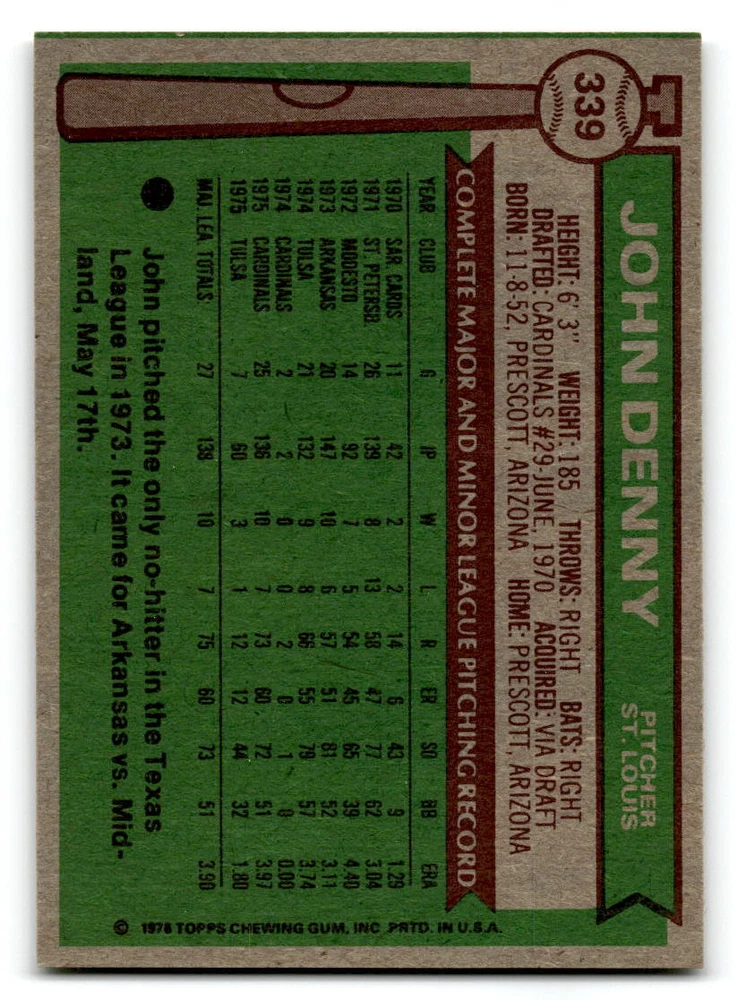 339
JOHN DENNY
PITCHER
ST. LOUIS
HEIGHT: 6' 3" WEIGHT: 185 THROWS: RIGHT BATS: RIGHT
DRAFTED: CARDINALS #29-JUNE, 1970 ACQUIRED: VIA DRAFT
BORN: 11-8-52, PRESCOTT, ARIZONA HOME: PRESCOTT, ARIZONA
COMPLETE MAJOR AND MINOR LEAGUE PITCHING RECORD
YEAR CLUB G IP W L R ER SO BB ERA
1970 SAR. CARDS 11 42 2 2 14 6 43 9 1.29
1971 ST. PETERSB. 26 139 8 13 58 47 77 62 3.04
1972 MODESTO 14 92 7 5 54 45 65 39 4.40
1973 ARKANSAS 20 147 10 6 57 51 81 52 3.11
1974 TULSA 21 132 9 8 66 55 79 57 3.74
1974 CARDINALS 2 2 0 0 2 0 1 0 0.00
1975 CARDINALS 25 136 10 7 73 60 72 51 3.97
1975 TULSA 7 60 3 1 12 12 44 32 1.80
MAJ. LEA. TOTALS 27 138 10 7 75 60 73 51 3.90
John pitched the only no-hitter in the Texas
League in 1973. It came for Arkansas vs. Mid-
land, May 17th.
© 1976 TOPPS CHEWING GUM, INC. PRTD. IN U.S.A.